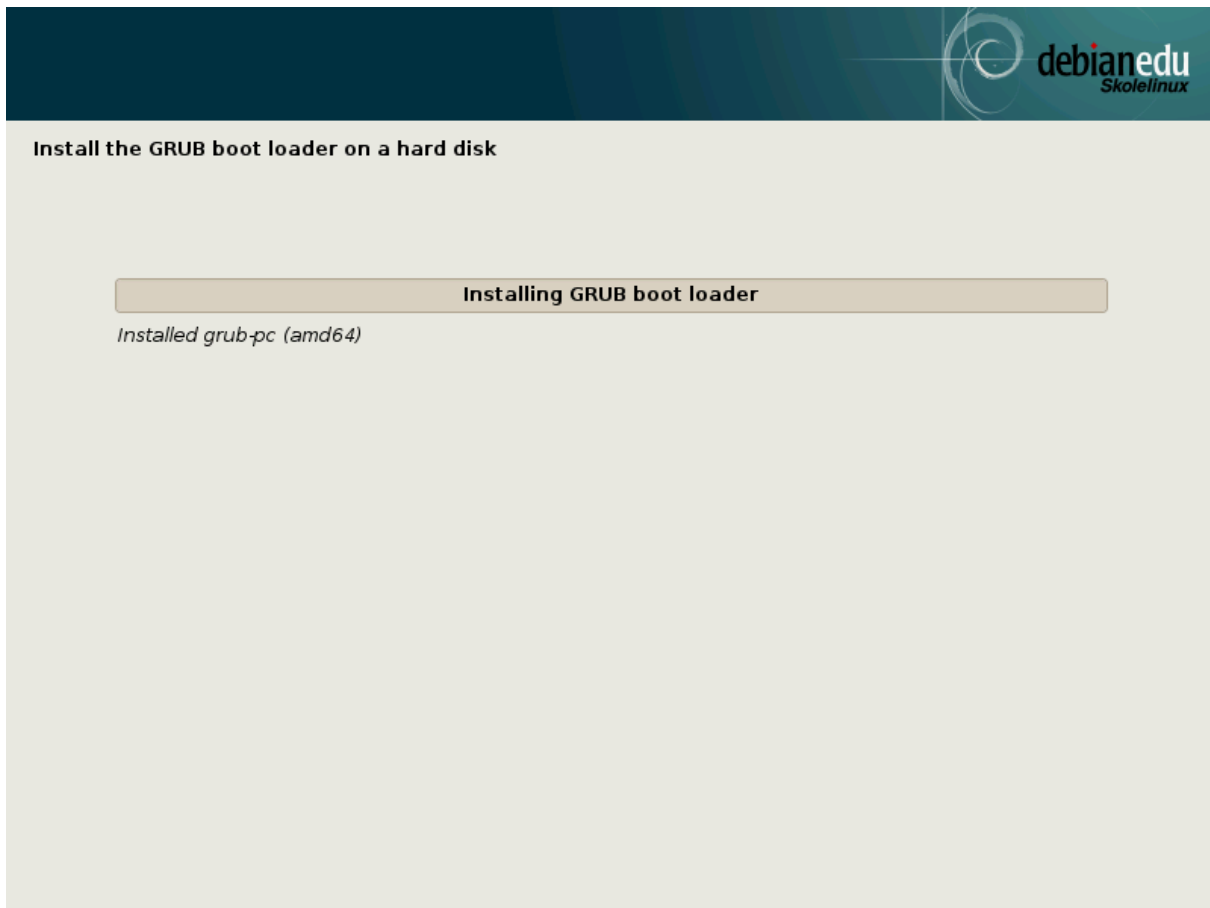 debianedu
Skolelinux
Install the GRUB boot loader on a hard disk
Installing GRUB boot loader
Installed grub-pc (amd64)